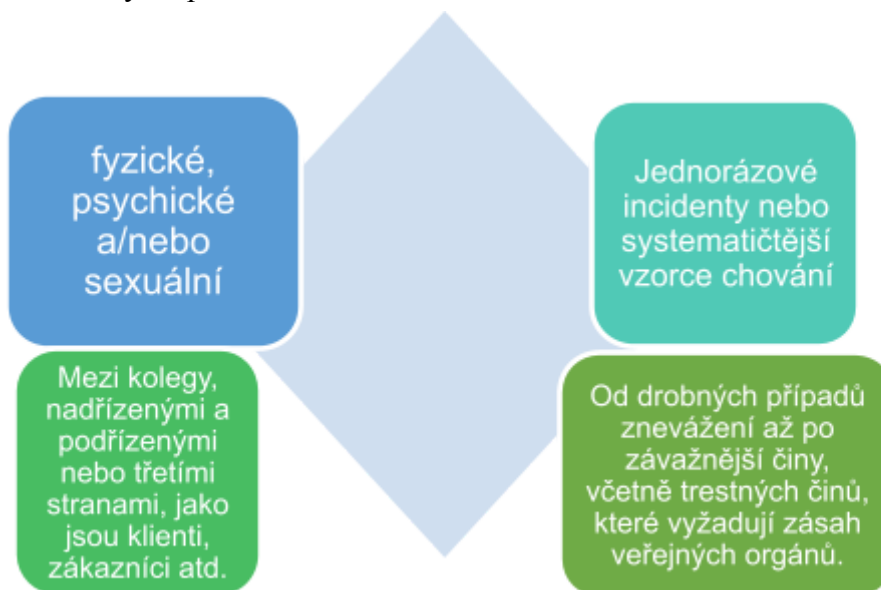 fyzické,
psychické
a/nebo
sexuální
Jednorázové
incidenty nebo
systematičtější
vzorce chování
Mezi kolegy,
nadřízenými a
podřízenými
nebo třetími
stranami, jako
jsou klienti,
zákazníci atd.
Od drobných případů
znevážení až po
závažnější činy,
včetně trestných činů,
které vyžadují zásah
veřejných orgánů.